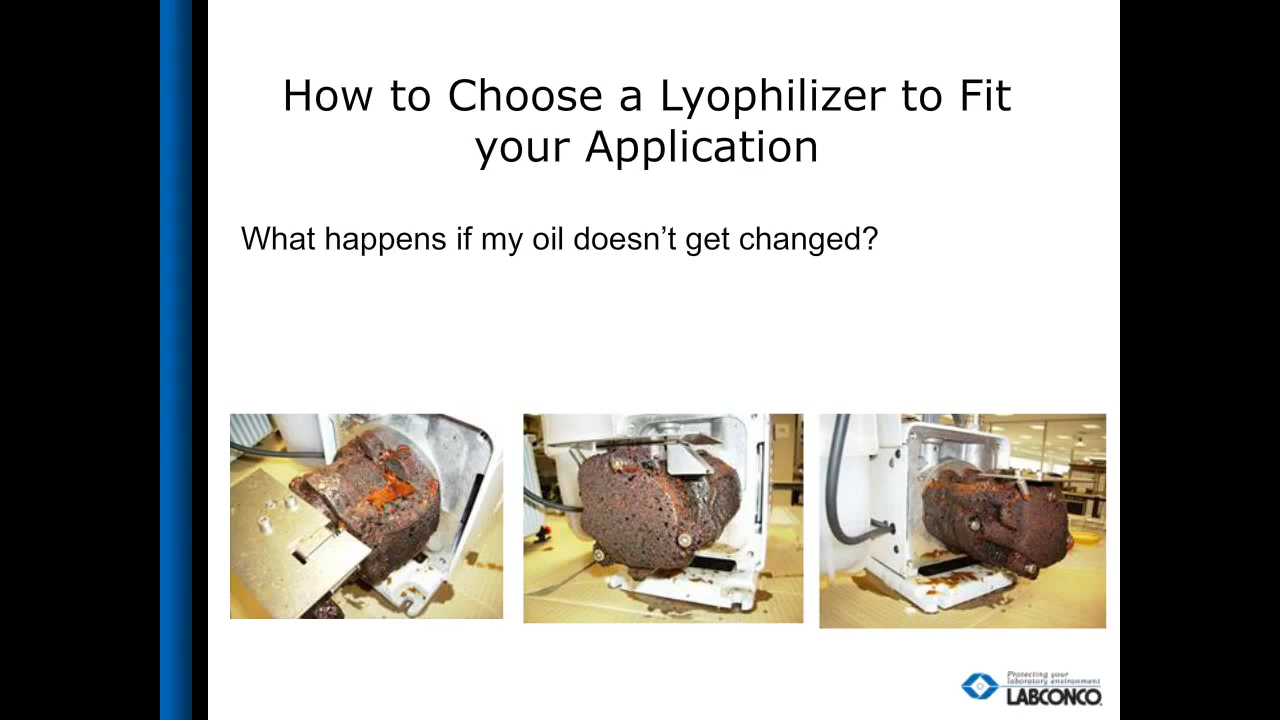 How to Choose a Lyophilizer to Fit
your Application
What happens if my oil doesn’t get changed?
Protecting your
laboratory environment
LABCONCO